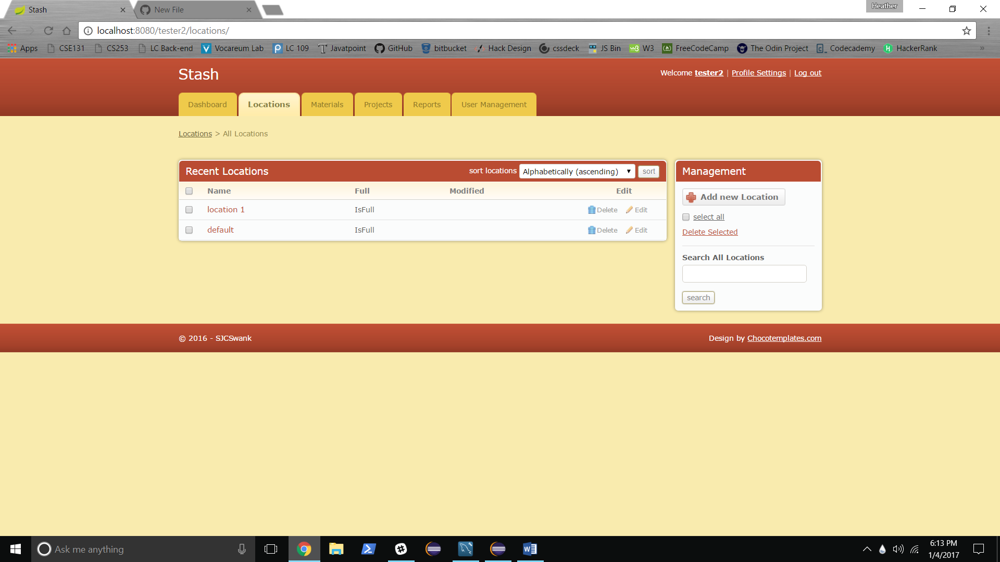 Stash
New File
Heather
localhost:8080/tester2/locations/
Apps CSE131 CS253 LC Back-end Vocareum Lab LC 109 Javatpoint GitHub bitbucket Hack Design cssdeck JS Bin W3 FreeCodeCamp The Odin Project Codecademy HackerRank »
Stash
Welcome tester2 | Profile Settings | Log out
Dashboard Locations Materials Projects Reports User Management
Locations > All Locations
Recent Locations sort locations Alphabetically (ascending) sort
Name Full Modified Edit
location 1 IsFull Delete Edit
default IsFull Delete Edit
Management
Add new Location
select all
Delete Selected
Search All Locations
search
© 2016 - SJCSwank
Design by Chocotemplates.com
Ask me anything
6:13 PM
1/4/2017